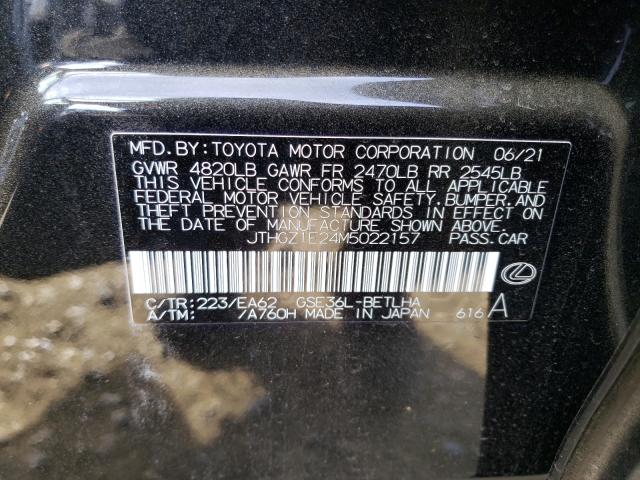 MFD.BY:TOYOTA MOTOR CORPORATION 06/21
GVWR 4820LB GAWR FR 2470LB RR 2545LB
THIS VEHICLE CONFORMS TO ALL APPLICABLE
FEDERAL MOTOR VEHICLE SAFETY,BUMPER,AND
THEFT PREVENTION STANDARDS IN EFFECT ON
THE DATE OF MANUFACTURE SHOWN ABOVE.
JTHGZ1E24M5022157 PASS.CAR
C/TR:223/EA62 GSE36L-BETLHA
A/TM: /A760H MADE IN JAPAN 616 A